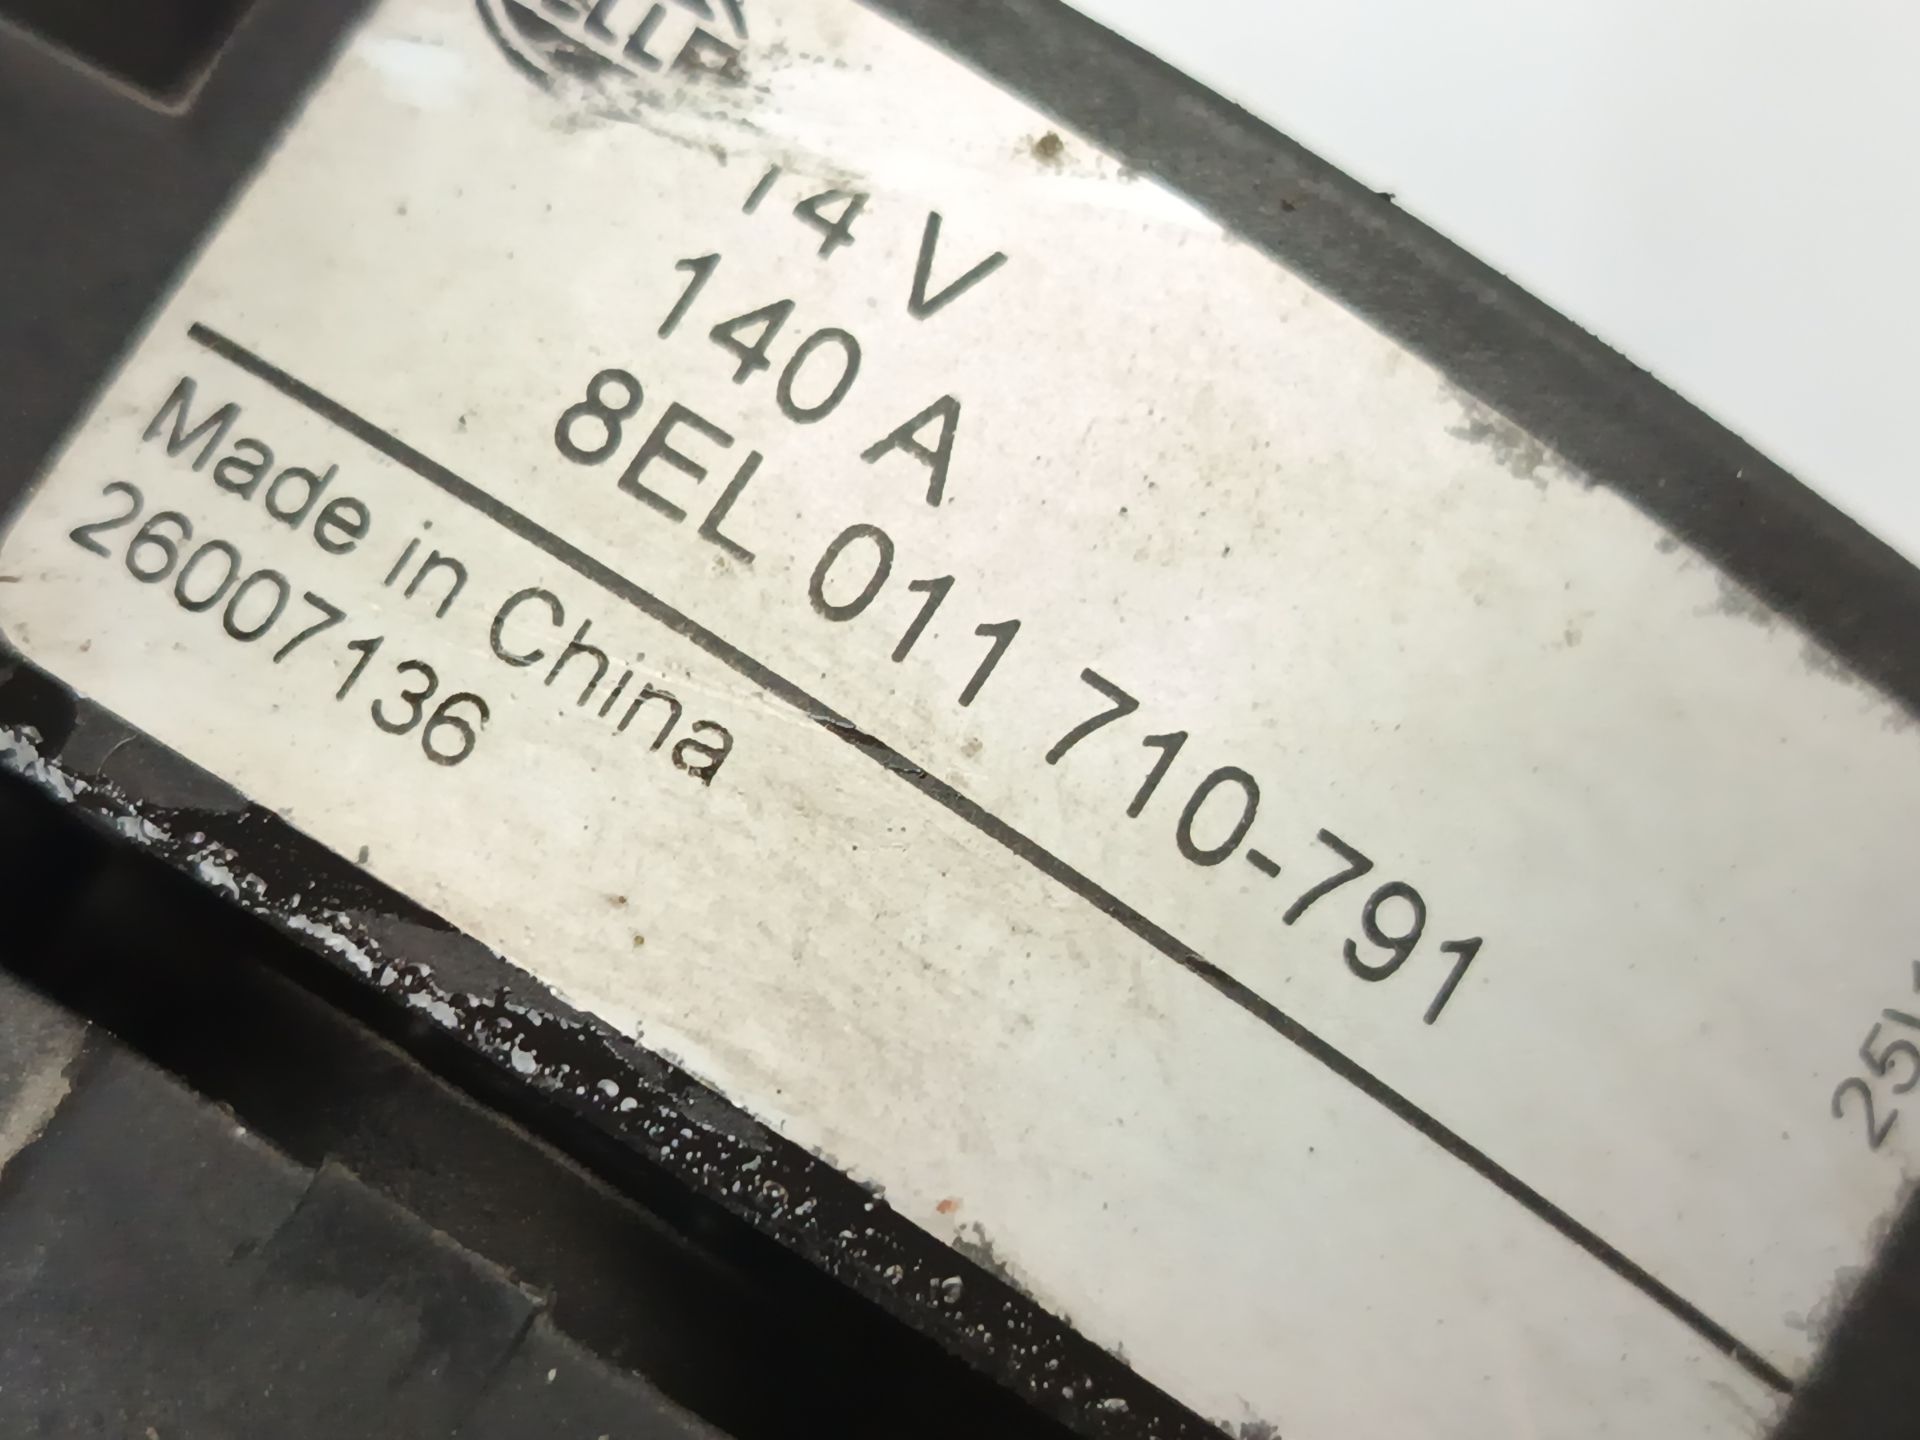 14 V
140 A
8EL 011 710-791
Made in China
26007136